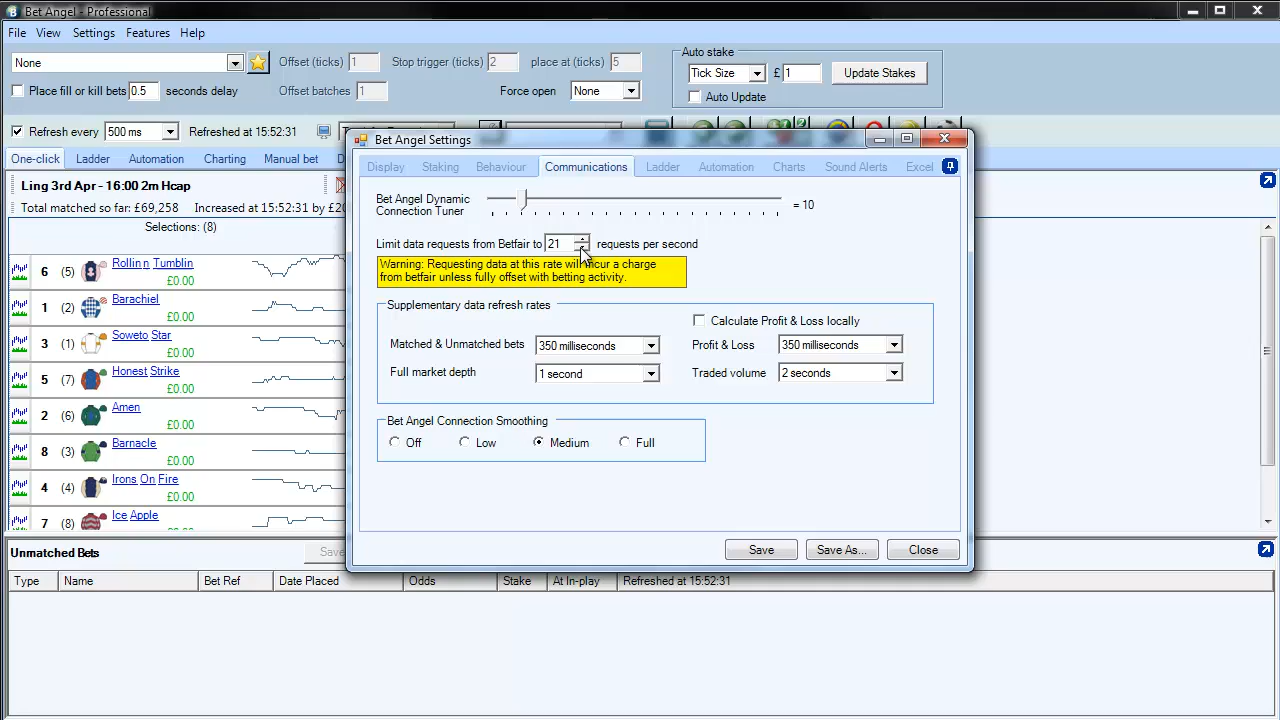 Bet Angel - Professional
File View Settings Features Help
None
Offset (ticks) 1 Stop trigger (ticks) 2 place at (ticks) 5
Auto stake
Tick Size £ 1 Update Stakes
Place fill or kill bets 0.5 seconds delay
Offset batches 1
Force open None
Auto Update
Refresh every 500 ms Refreshed at 15:52:31
One-click Ladder Automation Charting Manual bet
Ling 3rd Apr - 16:00 2m Hcap
Total matched so far: £69,258 Increased at 15:52:31 by
Selections: (8)
6 (5) Rollin n Tumblin
£0.00
1 (2) Barachiel
£0.00
3 (1) Soweto Star
£0.00
5 (7) Honest Strike
£0.00
2 (6) Amen
£0.00
8 (3) Barnacle
£0.00
4 (4) Irons On Fire
£0.00
7 (8) Ice Apple
Bet Angel Settings
Display Staking Behaviour Communications Ladder Automation Charts Sound Alerts Excel
Bet Angel Dynamic
Connection Tuner
= 10
Limit data requests from Betfair to 21 requests per second
Warning: Requesting data at this rate will incur a charge
from betfair unless fully offset with betting activity.
Supplementary data refresh rates
Calculate Profit & Loss locally
Matched & Unmatched bets 350 milliseconds Profit & Loss 350 milliseconds
Full market depth 1 second Traded volume 2 seconds
Bet Angel Connection Smoothing
Off Low Medium Full
Save Save As... Close
Unmatched Bets
Type Name Bet Ref Date Placed Odds Stake At In-play Refreshed at 15:52:31